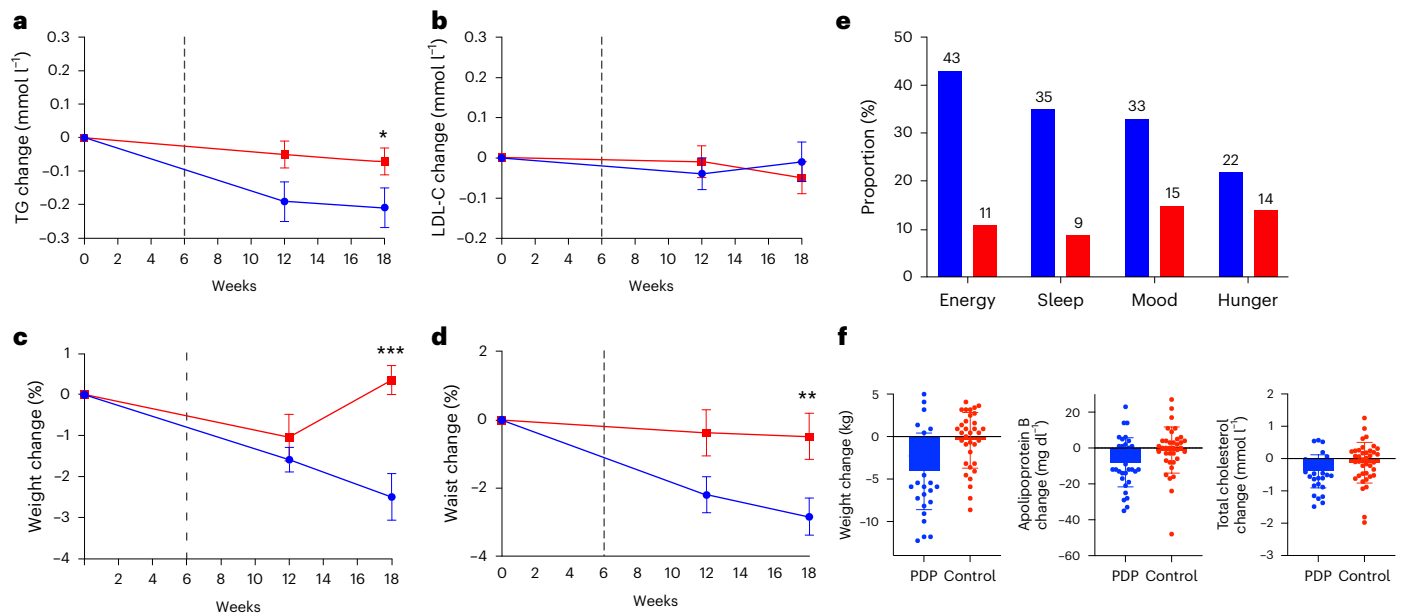 a
TG change (mmol l⁻¹)
0.3
0.2
0.1
0
–0.1
–0.2
–0.3
*
0 2 4 6 8 10 12 14 16 18
Weeks
b
LDL-C change (mmol l⁻¹)
0.3
0.2
0.1
0
–0.1
–0.2
0 2 4 6 8 10 12 14 16 18
Weeks
e
Proportion (%)
50
40
30
20
10
0
43 11 35 9 33 15 22 14
Energy Sleep Mood Hunger
c
Weight change (%)
1
0
–1
–2
–3
–4
***
2 4 6 8 10 12 14 16 18
Weeks
d
Waist change (%)
2
0
–2
–4
**
0 2 4 6 8 10 12 14 16 18
Weeks
f
Weight change (kg)
5
0
–5
–10
PDP Control
Apolipoprotein B
change (mg dl⁻¹)
20
0
–20
–40
–60
PDP Control
Total cholesterol
change (mmol l⁻¹)
2
1
0
–1
–2
–3
PDP Control